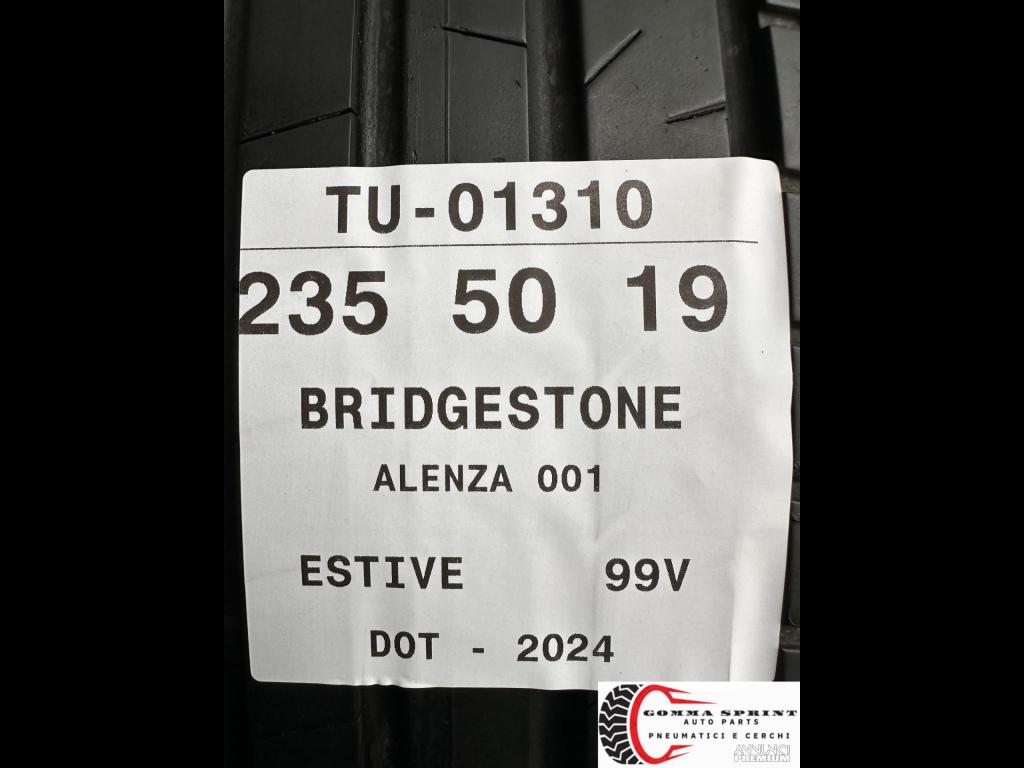 TU-01310
235 50 19
BRIDGESTONE
ALENZA 001
ESTIVE 99V
DOT - 2024
GOMMA SPRINT
AUTO PARTS
PNEUMATICI E CERCHI
ANNUNCI
PREMIUM